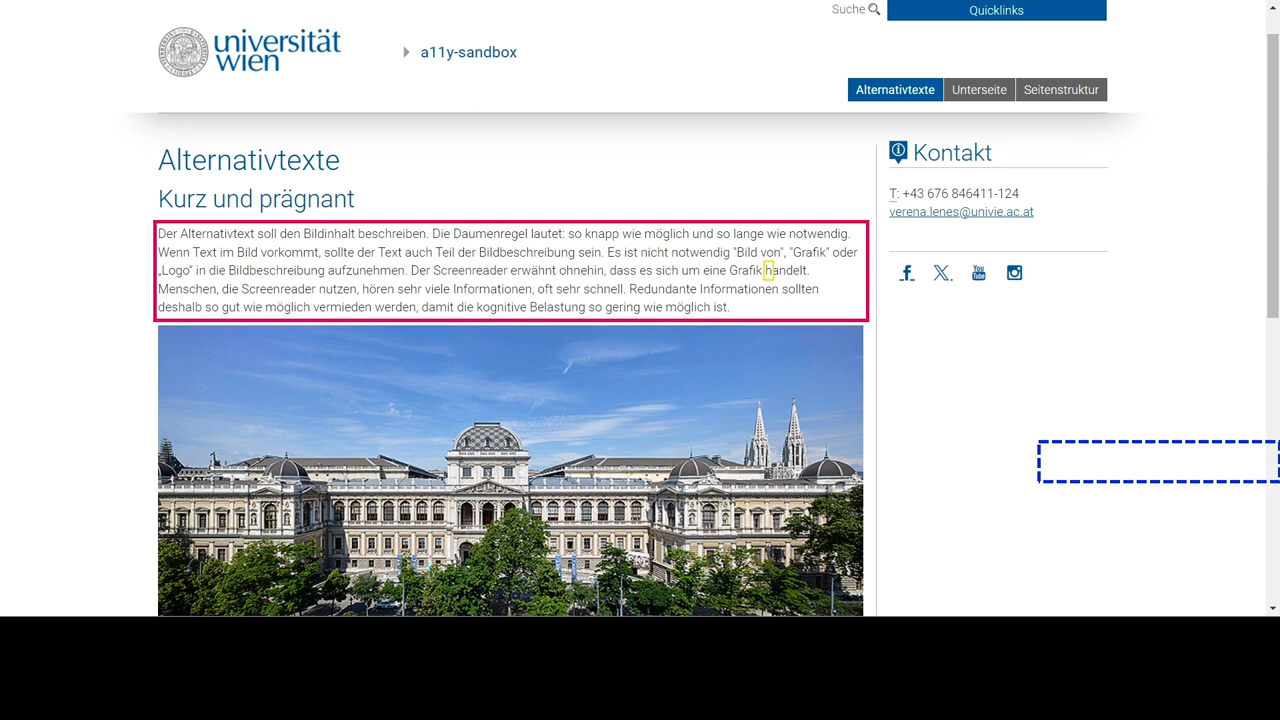 Suche
Quicklinks
universität
wien
a11y-sandbox
Alternativtexte
Unterseite
Seitenstruktur
Alternativtexte
Kurz und prägnant
Der Alternativtext soll den Bildinhalt beschreiben. Die Daumenregel lautet: so knapp wie möglich und so lange wie notwendig.
Wenn Text im Bild vorkommt, sollte der Text auch Teil der Bildbeschreibung sein. Es ist nicht notwendig "Bild von", "Grafik" oder
„Logo“ in die Bildbeschreibung aufzunehmen. Der Screenreader erwähnt ohnehin, dass es sich um eine Grafik handelt.
Menschen, die Screenreader nutzen, hören sehr viele Informationen, oft sehr schnell. Redundante Informationen sollten
deshalb so gut wie möglich vermieden werden, damit die kognitive Belastung so gering wie möglich ist.
Kontakt
T: +43 676 846411-124
verena.lenes@univie.ac.at
You
Tube